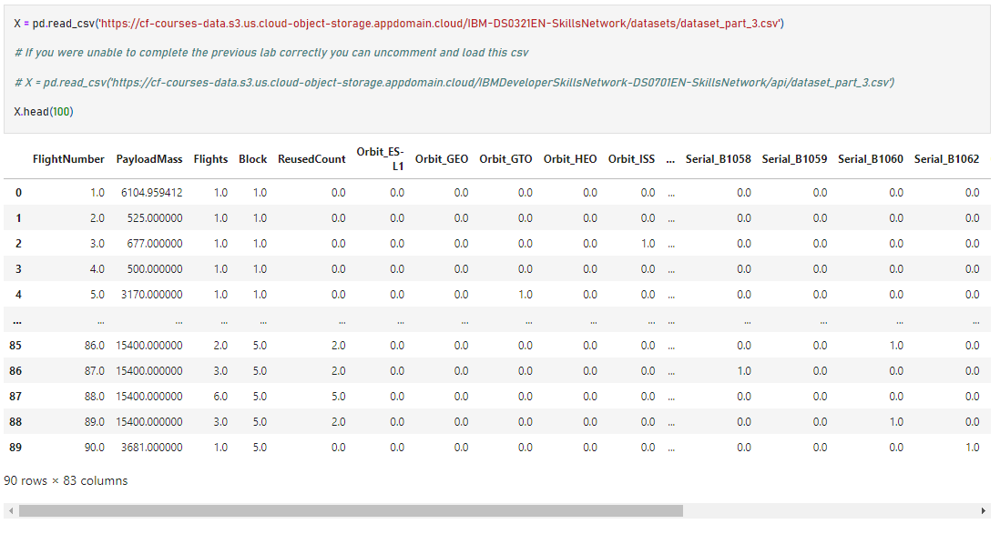 X = pd.read_csv('https://cf-courses-data.s3.us.cloud-object-storage.appdomain.cloud/IBM-DS0321EN-SkillsNetwork/datasets/dataset_part_3.csv')
# If you were unable to complete the previous lab correctly you can uncomment and load this csv
# X = pd.read_csv('https://cf-courses-data.s3.us.cloud-object-storage.appdomain.cloud/IBMDeveloperSkillsNetwork-DS0701EN-SkillsNetwork/api/dataset_part_3.csv')
X.head(100)
FlightNumber PayloadMass Flights Block ReusedCount Orbit_ES-L1 Orbit_GEO Orbit_GTO Orbit_HEO Orbit_ISS ... Serial_B1058 Serial_B1059 Serial_B1060 Serial_B1062
0 1.0 6104.959412 1.0 1.0 0.0 0.0 0.0 0.0 0.0 0.0 ... 0.0 0.0 0.0 0.0
1 2.0 525.000000 1.0 1.0 0.0 0.0 0.0 0.0 0.0 0.0 ... 0.0 0.0 0.0 0.0
2 3.0 677.000000 1.0 1.0 0.0 0.0 0.0 0.0 0.0 1.0 ... 0.0 0.0 0.0 0.0
3 4.0 500.000000 1.0 1.0 0.0 0.0 0.0 0.0 0.0 0.0 ... 0.0 0.0 0.0 0.0
4 5.0 3170.000000 1.0 1.0 0.0 0.0 0.0 1.0 0.0 0.0 ... 0.0 0.0 0.0 0.0
... ... ... ... ... ... ... ... ... ... ... ... ... ... ... ...
85 86.0 15400.000000 2.0 5.0 2.0 0.0 0.0 0.0 0.0 0.0 ... 0.0 0.0 1.0 0.0
86 87.0 15400.000000 3.0 5.0 2.0 0.0 0.0 0.0 0.0 0.0 ... 1.0 0.0 0.0 0.0
87 88.0 15400.000000 6.0 5.0 5.0 0.0 0.0 0.0 0.0 0.0 ... 0.0 0.0 0.0 0.0
88 89.0 15400.000000 3.0 5.0 2.0 0.0 0.0 0.0 0.0 0.0 ... 0.0 0.0 1.0 0.0
89 90.0 3681.000000 1.0 5.0 0.0 0.0 0.0 0.0 0.0 0.0 ... 0.0 0.0 0.0 1.0
90 rows × 83 columns